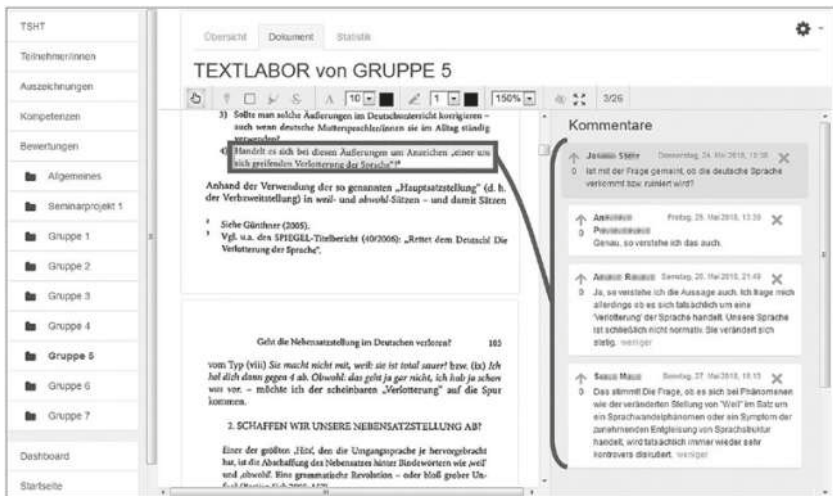 TSHT
Teilnehmer/innen
Auszeichnungen
Kompetenzen
Bewertungen
Allgemeines
Seminarprojekt 1
Gruppe 1
Gruppe 2
Gruppe 3
Gruppe 4
Gruppe 5
Gruppe 6
Gruppe 7
Dashboard
Startseite
Übersicht Dokument Statistik
TEXTLABOR von GRUPPE 5
10 1 150% 3/26
3) Sollte man solche Äußerungen im Deutschunterricht korrigieren –
auch wenn deutsche Muttersprachler/innen sie im Alltag ständig
verwenden?
4) Handelt es sich bei diesen Äußerungen um Anzeichen „einer um
sich greifenden Verlotterung der Sprache"?
Anhand der Verwendung der so genannten „Hauptsatzstellung" (d. h.
der Verbzweitstellung) in weil- und obwohl-Sätzen – und damit Sätzen
Siehe Günthner (2005).
Vgl. u.a. den SPIEGEL-Titelbericht (40/2006): „Rettet dem Deutsch! Die
Verlotterung der Sprache".
Geht die Nebensatzstellung im Deutschen verloren? 103
vom Typ (viii) Sie macht nicht mit, weil: sie ist total sauer! bzw. (ix) Ich
hol dich dann gegen 4 ab. Obwohl: das geht ja gar nicht, ich hab ja schon
was vor. – möchte ich der scheinbaren „Verlotterung" auf die Spur
kommen.
2. SCHAFFEN WIR UNSERE NEBENSATZSTELLUNG AB?
Einer der größten ‚Hits', den die Umgangssprache je hervorgebracht
hat, ist die Abschaffung des Nebensatzes hinter Bindewörtern wie ‚weil'
und ‚obwohl'. Eine grammatische Revolution – oder bloß grober Un-
Kommentare
Donnerstag, 24. Mai 2018,
0 Ist mit der Frage gemeint, ob die deutsche Sprache
verkommt bzw. ruiniert wird?
Freitag, 25. Mai 2018, 13:39
0
Genau, so verstehe ich das auch.
Samstag, 26. Mai 2018, 21:49
0 Ja, so verstehe ich die Aussage auch. Ich frage mich
allerdings ob es sich tatsächlich um eine
'Verlotterung' der Sprache handelt. Unsere Sprache
ist schließlich nicht normativ. Sie verändert sich
stetig. weniger
Sonntag, 27. Mai 2018,
0 Das stimmt! Die Frage, ob es sich bei Phänomenen
wie der veränderten Stellung von "Weil" im Satz um
ein Sprachwandelphänomen oder ein Symptom der
zunehmenden Entgleisung von Sprachstruktur
handelt, wird tatsächlich immer wieder sehr
kontrovers diskutiert. weniger